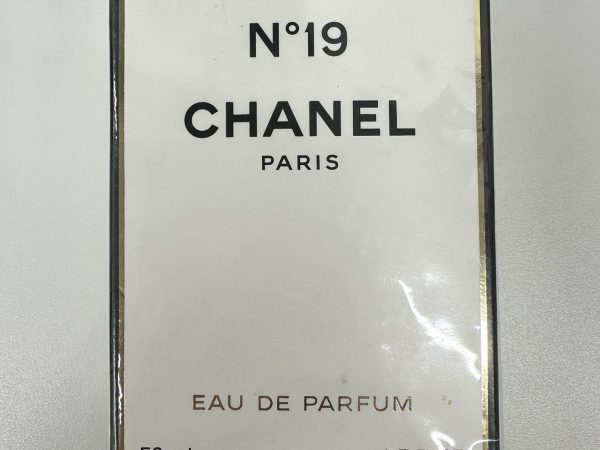 N°19
CHANEL
PARIS
EAU DE PARFUM